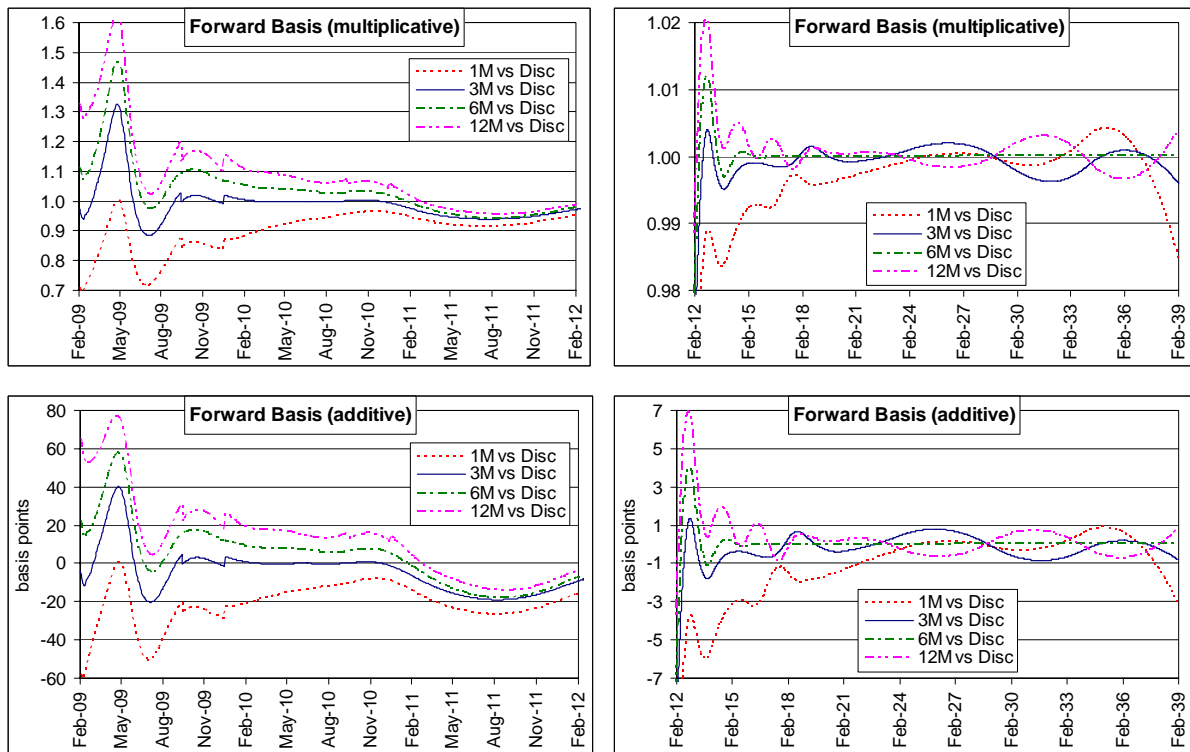 Forward Basis (multiplicative)
1.6
1.5
1.4
1.3
1.2
1.1
1.0
0.9
0.8
0.7
1M vs Disc
3M vs Disc
6M vs Disc
12M vs Disc
Feb-09
May-09
Aug-09
Nov-09
Feb-10
May-10
Aug-10
Nov-10
Feb-11
May-11
Aug-11
Nov-11
Feb-12
Forward Basis (multiplicative)
1.02
1.01
1.00
0.99
0.98
1M vs Disc
3M vs Disc
6M vs Disc
12M vs Disc
Feb-12
Feb-15
Feb-18
Feb-21
Feb-24
Feb-27
Feb-30
Feb-33
Feb-36
Feb-39
Forward Basis (additive)
80
60
40
20
0
-20
-40
-60
basis points
1M vs Disc
3M vs Disc
6M vs Disc
12M vs Disc
Feb-09
May-09
Aug-09
Nov-09
Feb-10
May-10
Aug-10
Nov-10
Feb-11
May-11
Aug-11
Nov-11
Feb-12
Forward Basis (additive)
7
5
3
1
-1
-3
-5
-7
basis points
1M vs Disc
3M vs Disc
6M vs Disc
12M vs Disc
Feb-12
Feb-15
Feb-18
Feb-21
Feb-24
Feb-27
Feb-30
Feb-33
Feb-36
Feb-39